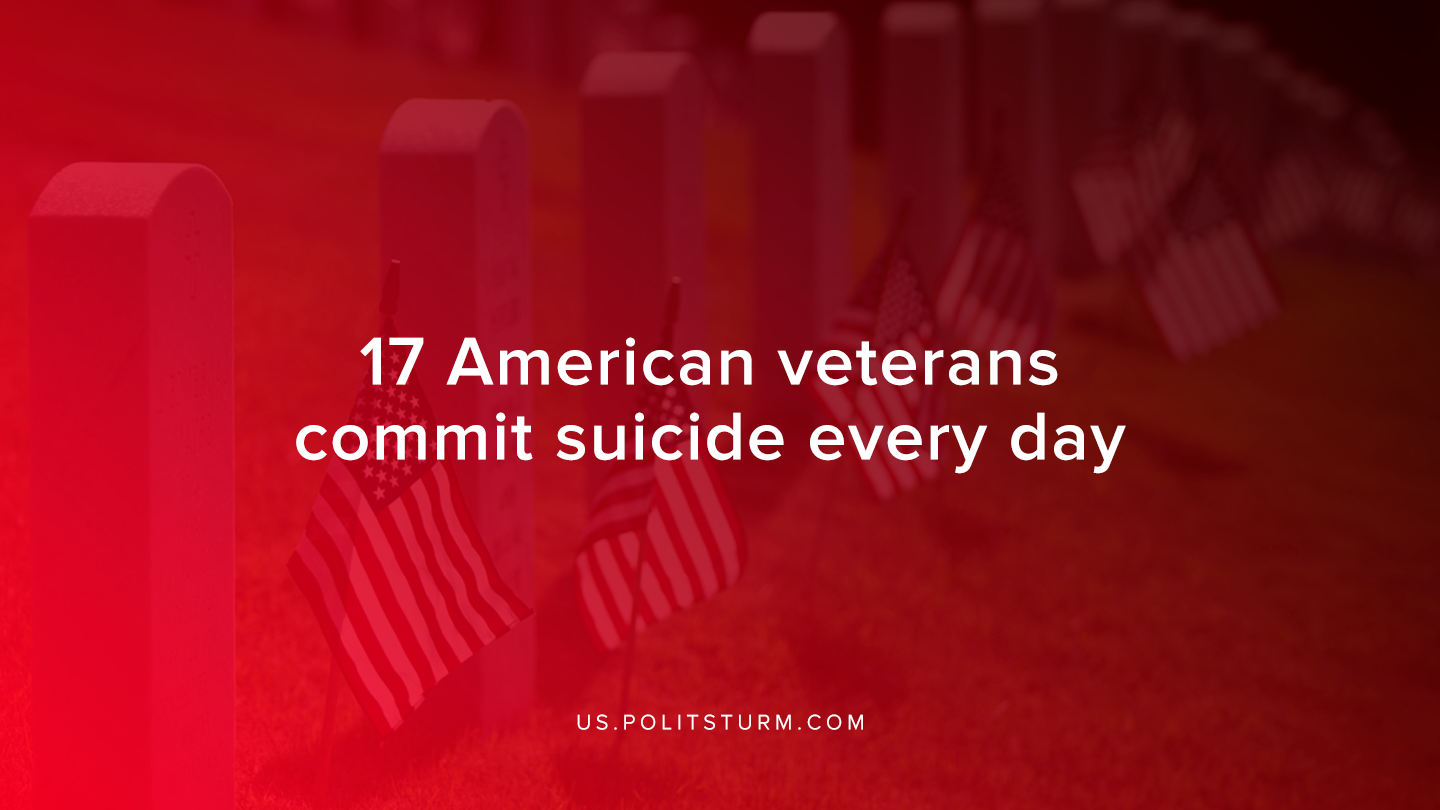 17 American veterans
commit suicide every day
US.POLITSTURM.COM